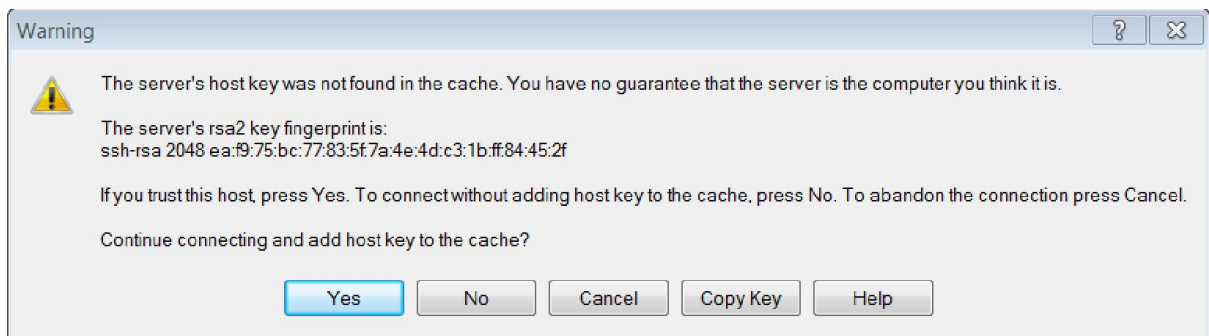 Warning
The server's host key was not found in the cache. You have no guarantee that the server is the computer you think it is.
The server's rsa2 key fingerprint is:
ssh-rsa 2048 ea:f9:75:bc:77:83:5f:7a:4e:4d:c3:1b:ff:84:45:2f
If you trust this host, press Yes. To connect without adding host key to the cache, press No. To abandon the connection press Cancel.
Continue connecting and add host key to the cache?
Yes No Cancel Copy Key Help